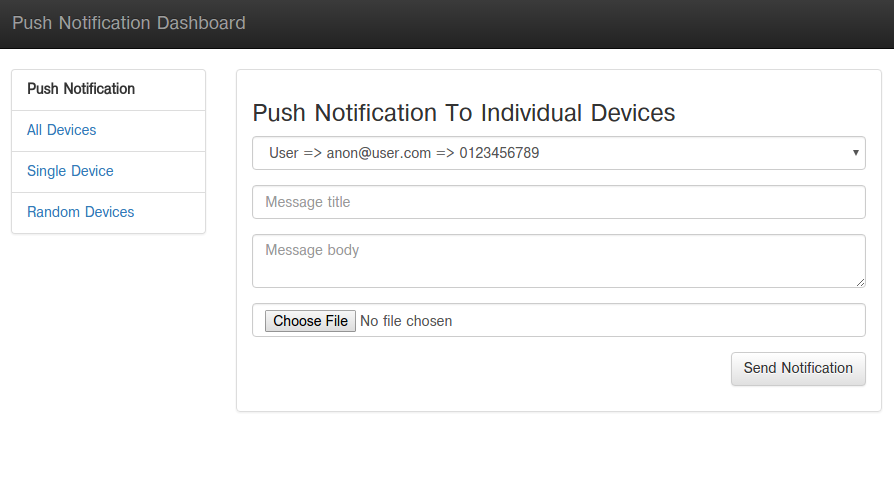 Push Notification Dashboard
Push Notification
All Devices
Single Device
Random Devices
Push Notification To Individual Devices
User => anon@user.com => 0123456789
Message title
Message body
Choose File No file chosen
Send Notification